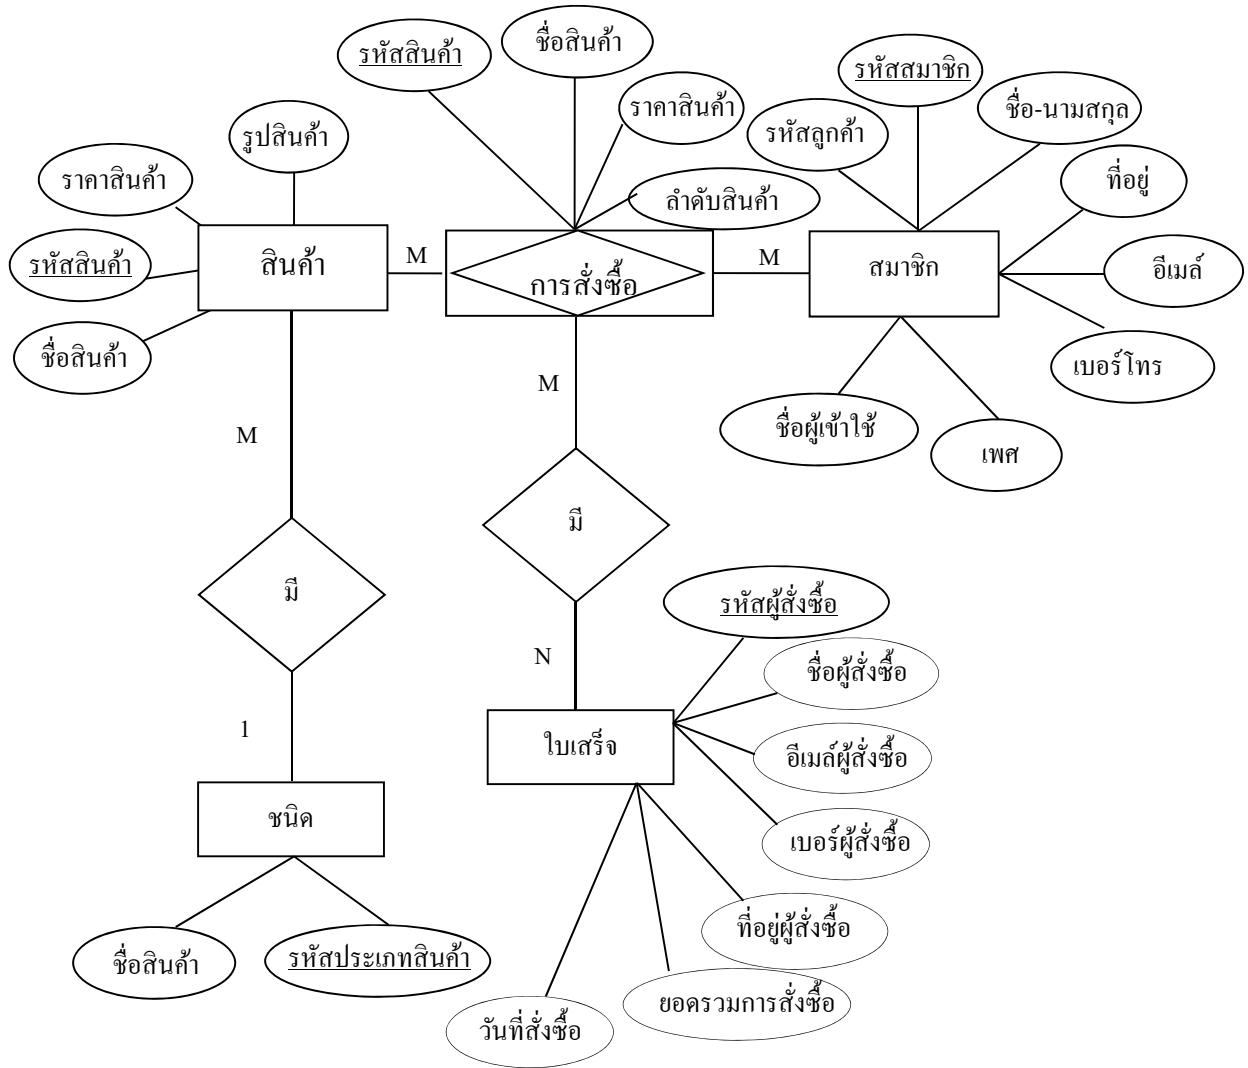 รหัสสินค้า
ชื่อสินค้า
ราคาสินค้า
ลำดับสินค้า
รูปสินค้า
ราคาสินค้า
รหัสสินค้า
ชื่อสินค้า
สินค้า
M
การสั่งซื้อ
M
สมาชิก
รหัสลูกค้า
รหัสสมาชิก
ชื่อ-นามสกุล
ที่อยู่
อีเมล์
เบอร์โทร
ชื่อผู้เข้าใช้
เพศ
M
M
มี
มี
1
N
ชนิด
ชื่อสินค้า
รหัสประเภทสินค้า
ใบเสร็จ
รหัสผู้สั่งซื้อ
ชื่อผู้สั่งซื้อ
อีเมล์ผู้สั่งซื้อ
เบอร์ผู้สั่งซื้อ
ที่อยู่ผู้สั่งซื้อ
ยอดรวมการสั่งซื้อ
วันที่สั่งซื้อ